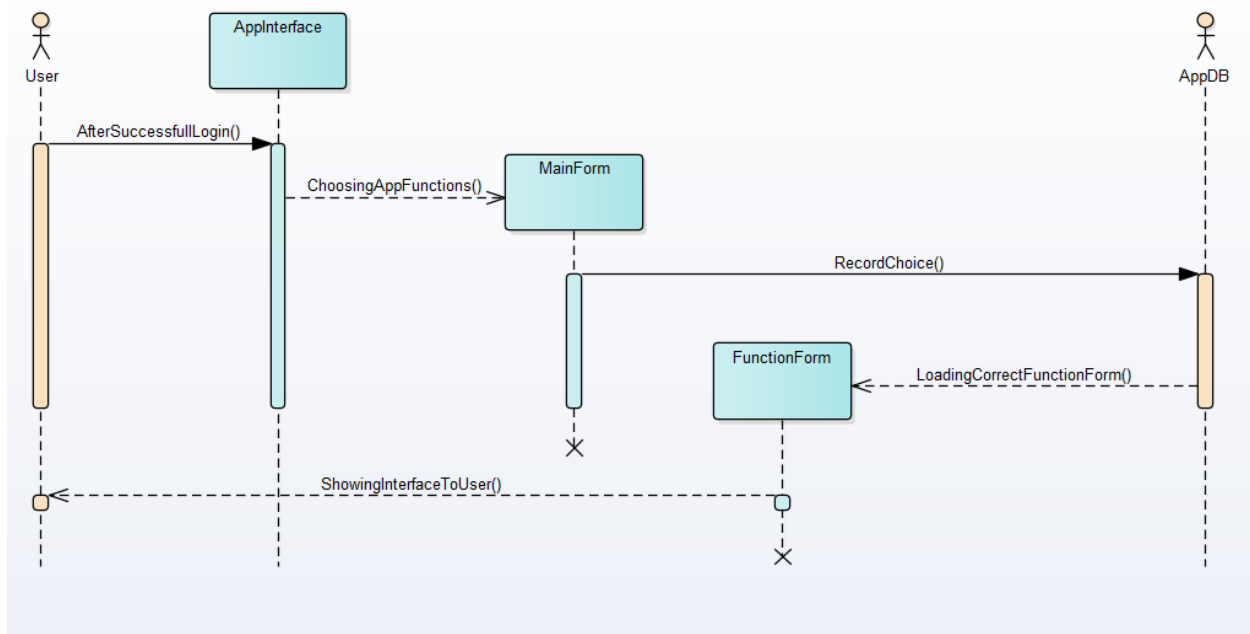 AppInterface
User
AppDB
AfterSuccessfullLogin()
MainForm
ChoosingAppFunctions()
RecordChoice()
FunctionForm
LoadingCorrectFunctionForm()
ShowingInterfaceToUser()